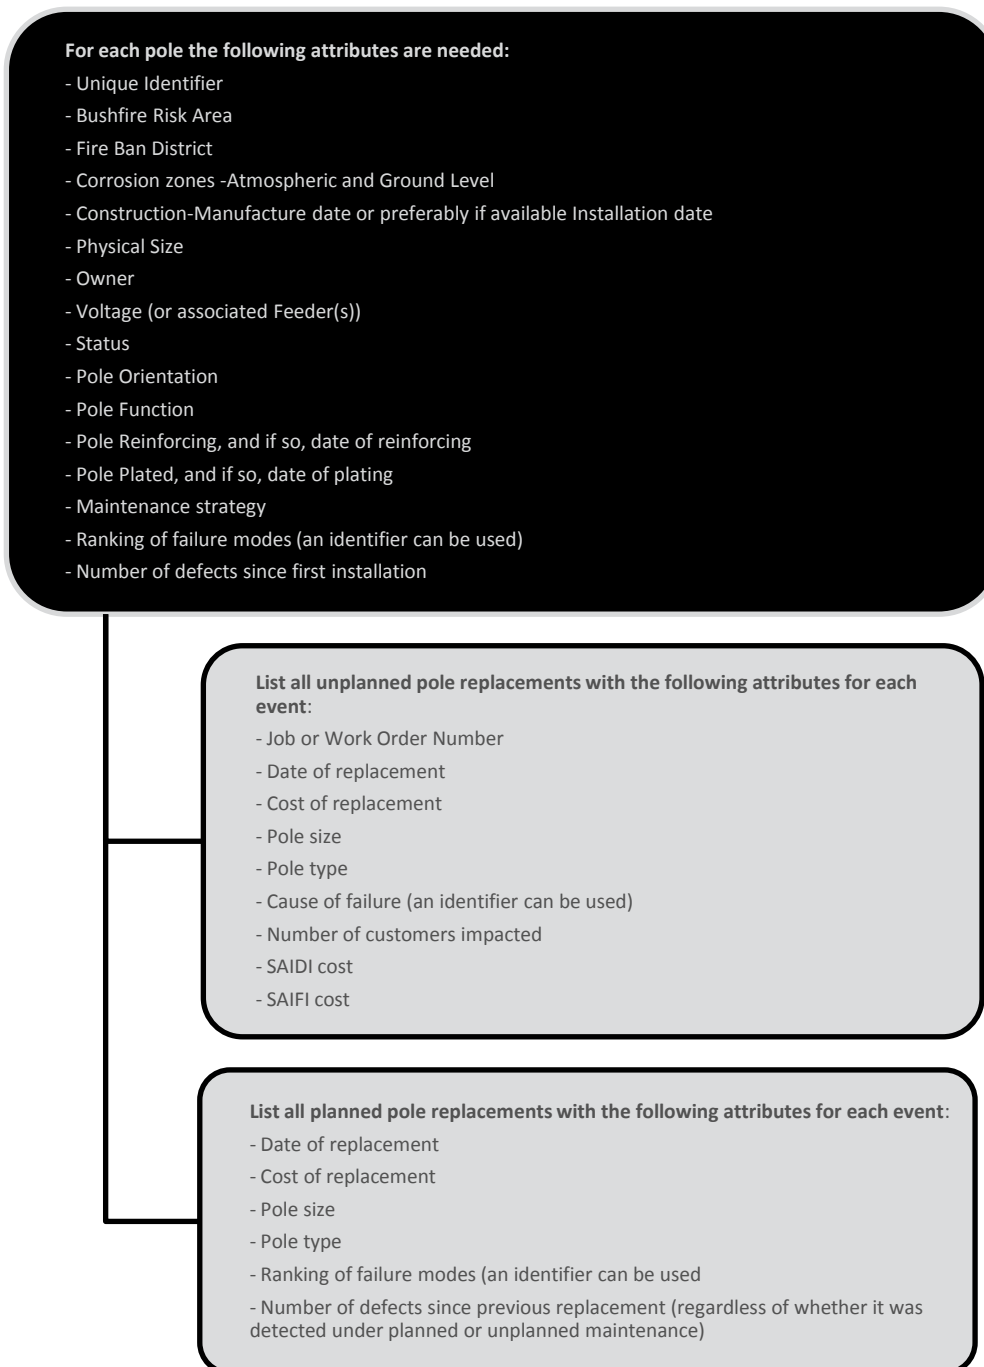 For each pole the following attributes are needed:
- Unique Identifier
- Bushfire Risk Area
- Fire Ban District
- Corrosion zones -Atmospheric and Ground Level
- Construction-Manufacture date or preferably if available Installation date
- Physical Size
- Owner
- Voltage (or associated Feeder(s))
- Status
- Pole Orientation
- Pole Function
- Pole Reinforcing, and if so, date of reinforcing
- Pole Plated, and if so, date of plating
- Maintenance strategy
- Ranking of failure modes (an identifier can be used)
- Number of defects since first installation
List all unplanned pole replacements with the following attributes for each
event:
- Job or Work Order Number
- Date of replacement
- Cost of replacement
- Pole size
- Pole type
- Cause of failure (an identifier can be used)
- Number of customers impacted
- SAIDI cost
- SAIFI cost
List all planned pole replacements with the following attributes for each event:
- Date of replacement
- Cost of replacement
- Pole size
- Pole type
- Ranking of failure modes (an identifier can be used
- Number of defects since previous replacement (regardless of whether it was
detected under planned or unplanned maintenance)